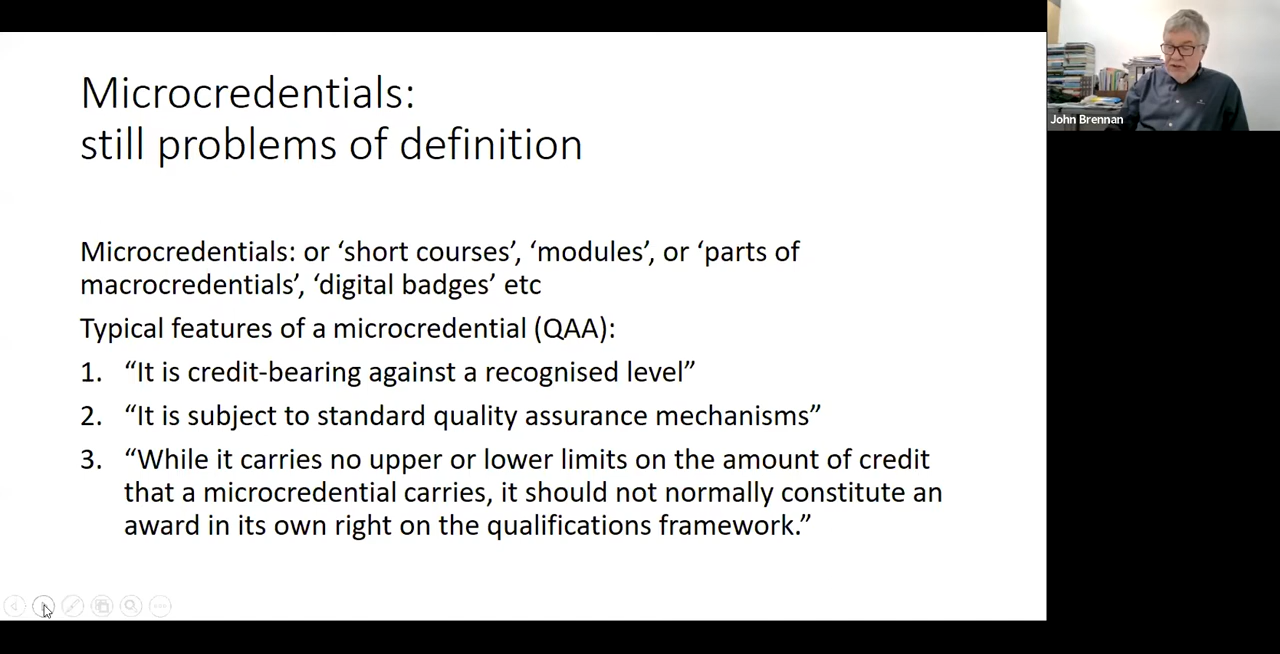 Microcredentials:
still problems of definition
Microcredentials: or ‘short courses’, ‘modules’, or ‘parts of
macrocredentials’, ‘digital badges’ etc
Typical features of a microcredential (QAA):
1. “It is credit-bearing against a recognised level”
2. “It is subject to standard quality assurance mechanisms”
3. “While it carries no upper or lower limits on the amount of credit
that a microcredential carries, it should not normally constitute an
award in its own right on the qualifications framework.”
John Brennan